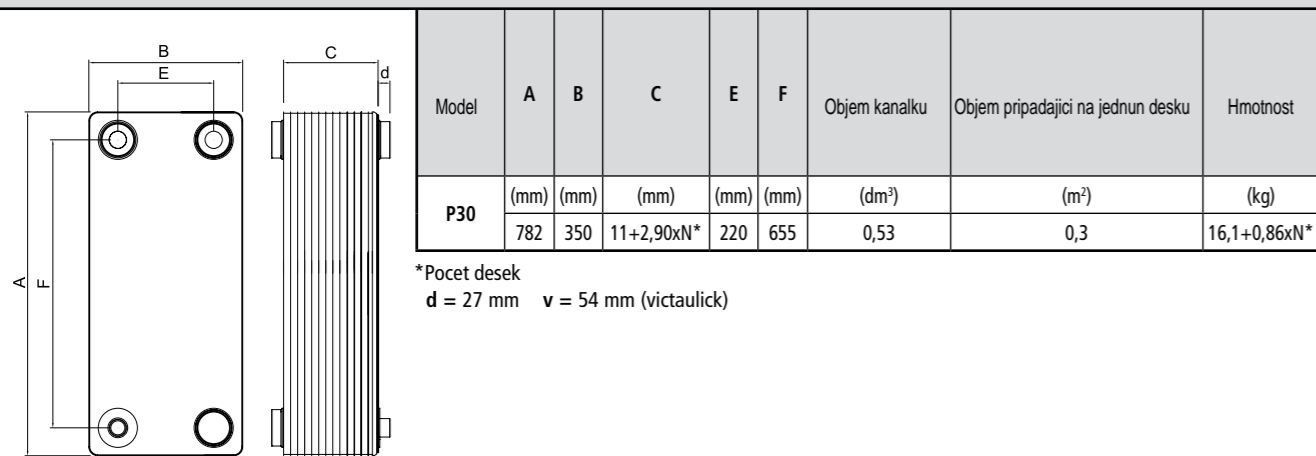 B
E
C
d
A
F
Model A B C E F Objem kanalku Objem pripadajici na jednun desku Hmotnost
P30 (mm) (mm) (mm) (mm) (mm) (dm³) (m²) (kg)
782 350 11+2,90xN* 220 655 0,53 0,3 16,1+0,86xN*
*Pocet desek
d = 27 mm v = 54 mm (victaulick)